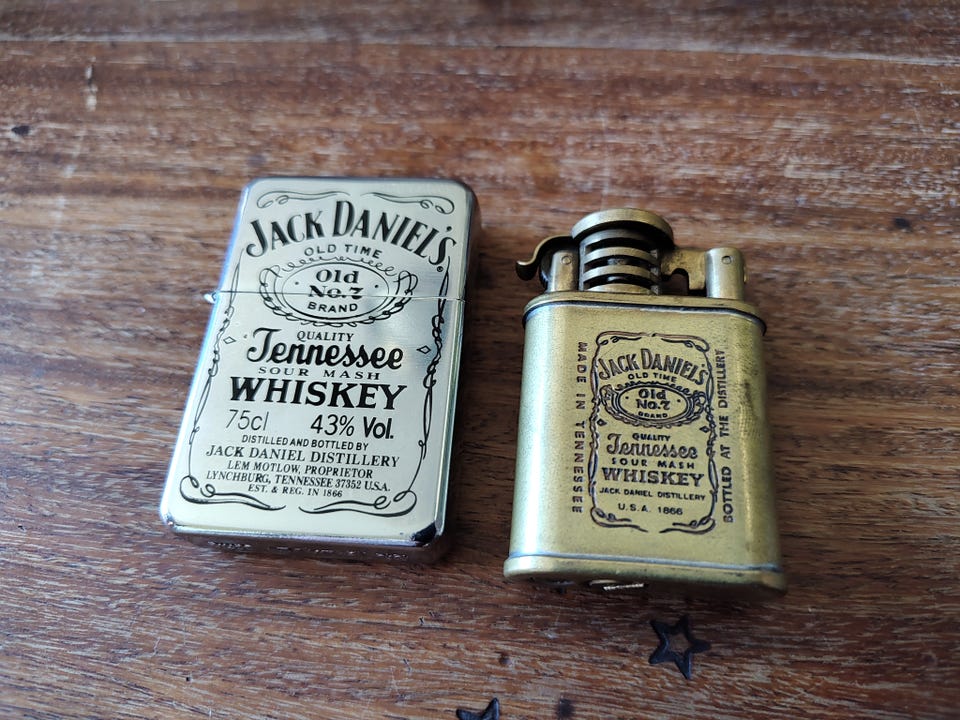 JACK DANIEL'S
OLD TIME
Old
No.7
BRAND
QUALITY
Tennessee
SOUR MASH
WHISKEY
75cl 43% Vol.
DISTILLED AND BOTTLED BY
JACK DANIEL DISTILLERY
LEM MOTLOW, PROPRIETOR
LYNCHBURG, TENNESSEE 37352 U.S.A.
EST. & REG. IN 1866
MADE IN TENNESSEE
JACK DANIEL'S
OLD TIME
Old
No.7
BRAND
QUALITY
Tennessee
SOUR MASH
WHISKEY
JACK DANIEL DISTILLERY
U.S.A. 1866
BOTTLED AT THE DISTILLERY